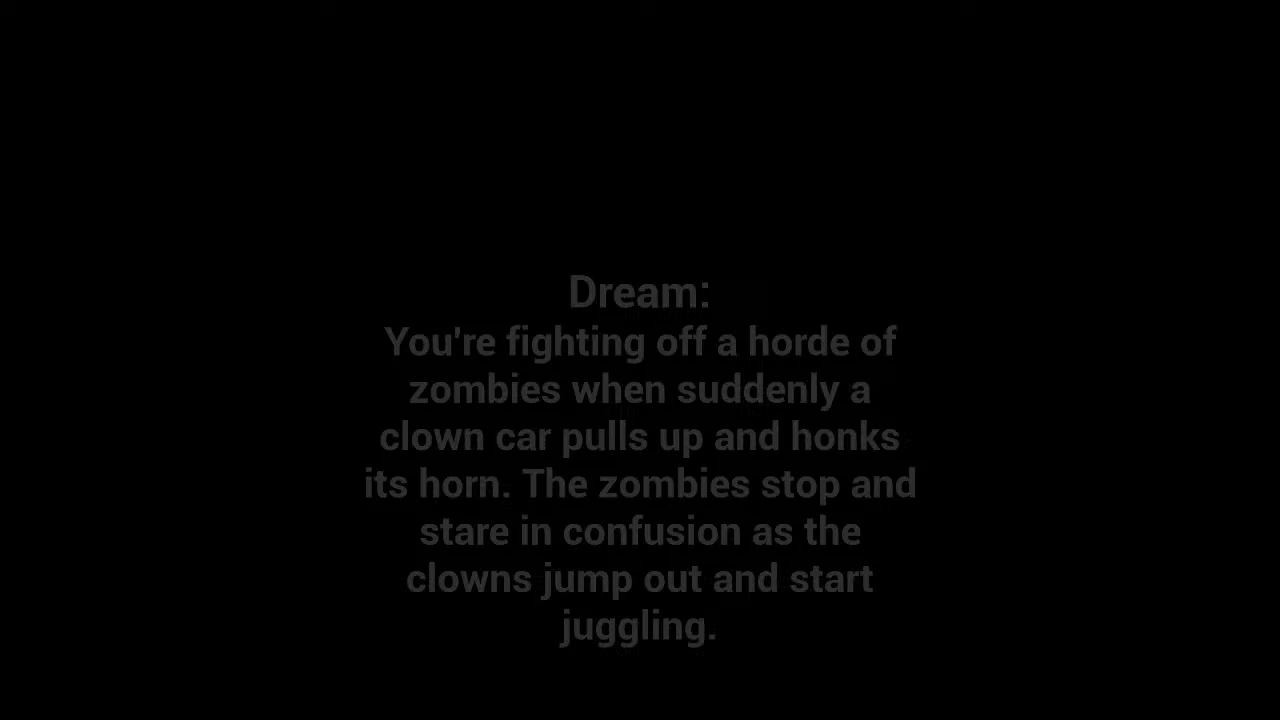 Dream:
You're fighting off a horde of
zombies when suddenly a
clown car pulls up and honks
its horn. The zombies stop and
stare in confusion as the
clowns jump out and start
juggling.